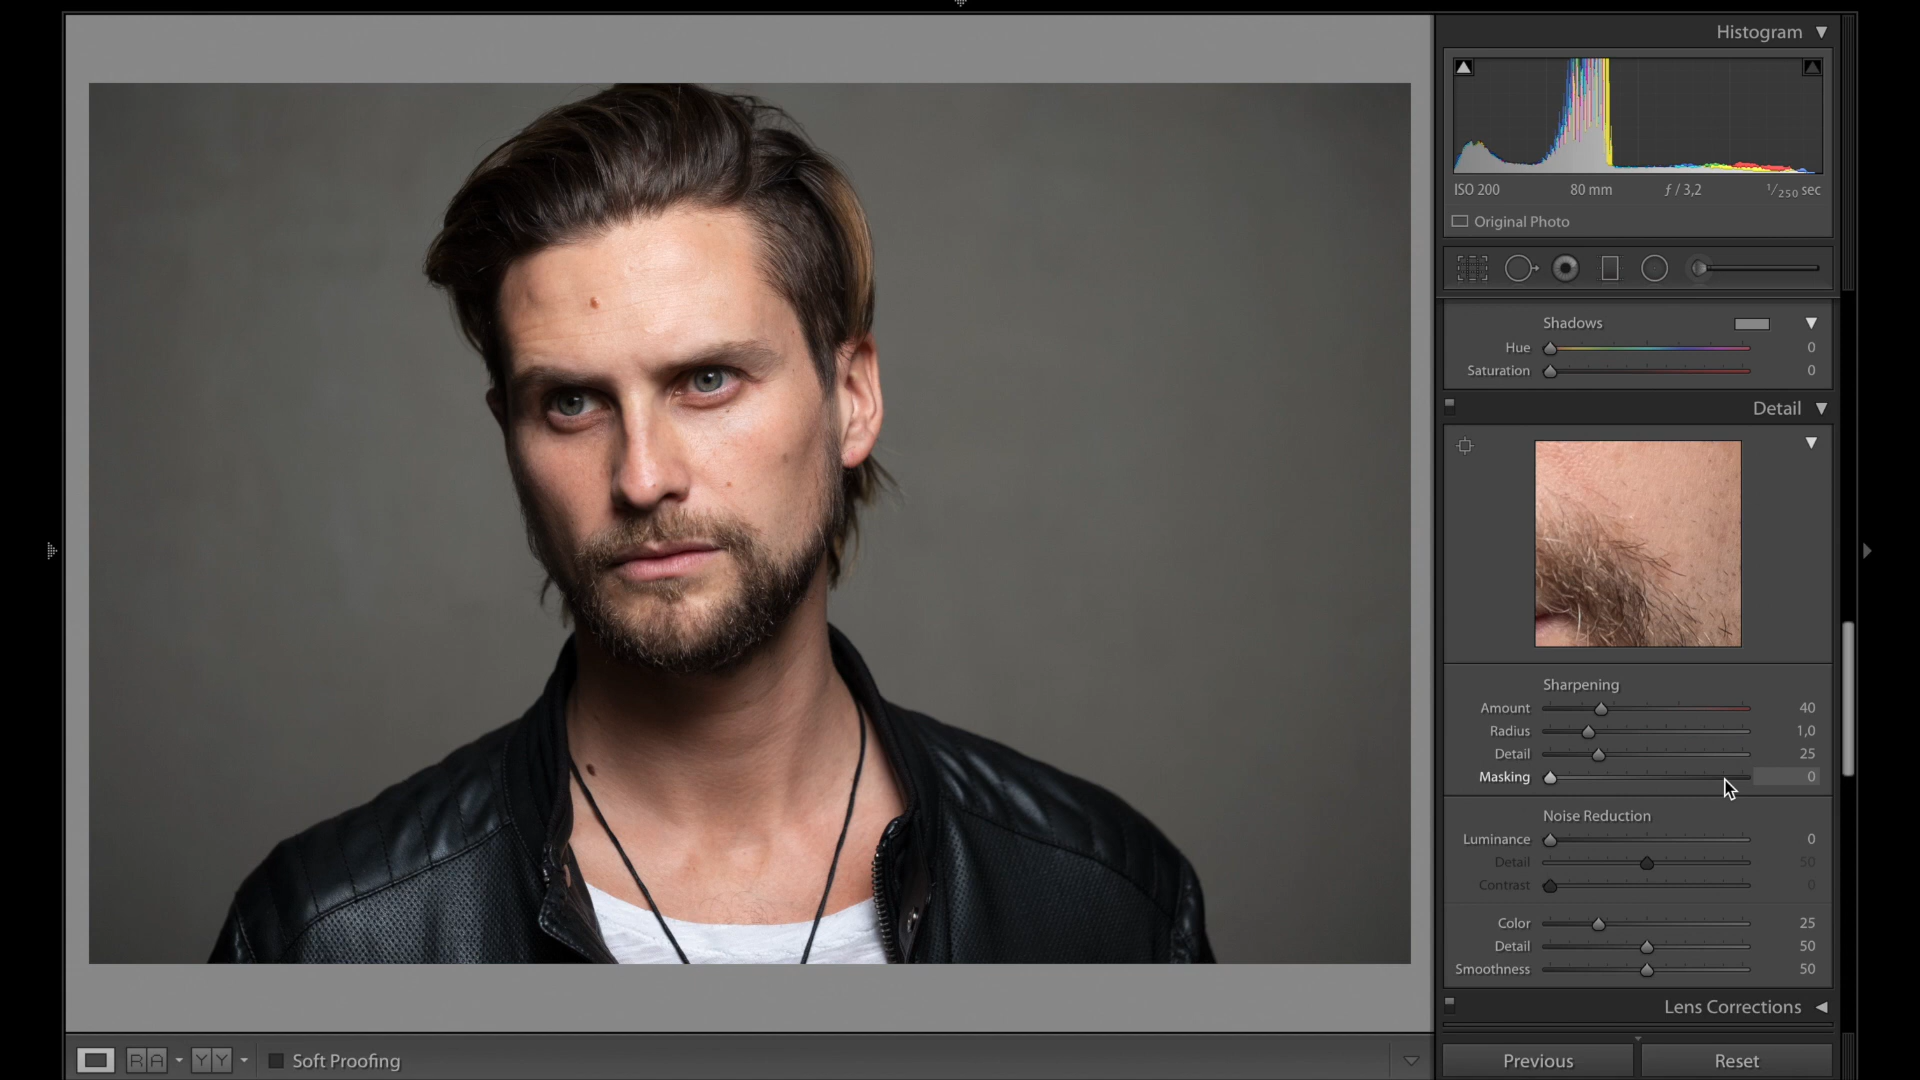 Histogram
ISO 200 80 mm ƒ / 3,2 1/250 sec
Original Photo
Shadows
Hue 0
Saturation 0
Detail
Sharpening
Amount 40
Radius 1,0
Detail 25
Masking 0
Noise Reduction
Luminance 0
Detail 50
Contrast 0
Color 25
Detail 50
Smoothness 50
Lens Corrections
R A Y Y Soft Proofing
Previous Reset